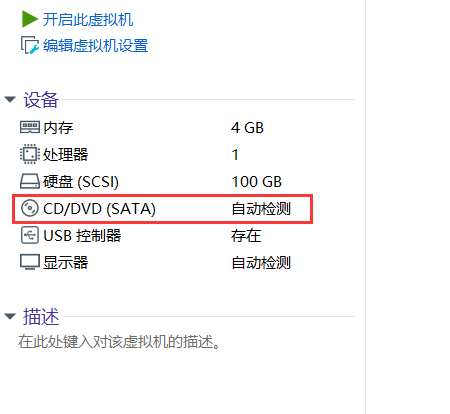 开启此虚拟机
编辑虚拟机设置
设备
内存 4 GB
处理器 1
硬盘 (SCSI) 100 GB
CD/DVD (SATA) 自动检测
USB 控制器 存在
显示器 自动检测
描述
在此处键入对该虚拟机的描述。